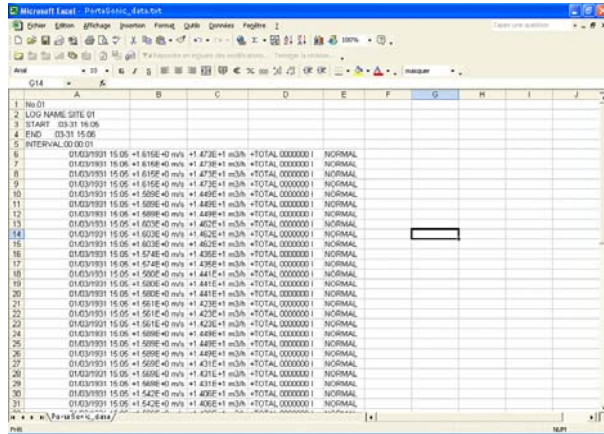 Microsoft Excel - PortaSonic_data.txt
Fichier Edition Affichage Insertion Format Outils Données Fenêtre ?
100%
Arial 10 G I S masquer
G14 fx
A B C D E F G H I J
1 No.01
2 LOG NAME:SITE 01
3 START 03-31 15:05
4 END 03-31 15:06
5 INTERVAL:00:00:01
6 01/03/1931 15:05 +1.615E+0 m/s +1.473E+1 m3/h +TOTAL 0000000 l NORMAL
7 01/03/1931 15:05 +1.615E+0 m/s +1.473E+1 m3/h +TOTAL 0000000 l NORMAL
8 01/03/1931 15:05 +1.615E+0 m/s +1.473E+1 m3/h +TOTAL 0000000 l NORMAL
9 01/03/1931 15:05 +1.615E+0 m/s +1.473E+1 m3/h +TOTAL 0000000 l NORMAL
10 01/03/1931 15:05 +1.589E+0 m/s +1.449E+1 m3/h +TOTAL 0000000 l NORMAL
11 01/03/1931 15:05 +1.589E+0 m/s +1.449E+1 m3/h +TOTAL 0000000 l NORMAL
12 01/03/1931 15:05 +1.589E+0 m/s +1.449E+1 m3/h +TOTAL 0000000 l NORMAL
13 01/03/1931 15:05 +1.603E+0 m/s +1.462E+1 m3/h +TOTAL 0000000 l NORMAL
14 01/03/1931 15:05 +1.603E+0 m/s +1.462E+1 m3/h +TOTAL 0000000 l NORMAL
15 01/03/1931 15:05 +1.603E+0 m/s +1.462E+1 m3/h +TOTAL 0000000 l NORMAL
16 01/03/1931 15:05 +1.574E+0 m/s +1.435E+1 m3/h +TOTAL 0000000 l NORMAL
17 01/03/1931 15:05 +1.574E+0 m/s +1.435E+1 m3/h +TOTAL 0000000 l NORMAL
18 01/03/1931 15:05 +1.580E+0 m/s +1.441E+1 m3/h +TOTAL 0000000 l NORMAL
19 01/03/1931 15:05 +1.580E+0 m/s +1.441E+1 m3/h +TOTAL 0000000 l NORMAL
20 01/03/1931 15:05 +1.580E+0 m/s +1.441E+1 m3/h +TOTAL 0000000 l NORMAL
21 01/03/1931 15:05 +1.561E+0 m/s +1.423E+1 m3/h +TOTAL 0000000 l NORMAL
22 01/03/1931 15:05 +1.561E+0 m/s +1.423E+1 m3/h +TOTAL 0000000 l NORMAL
23 01/03/1931 15:05 +1.561E+0 m/s +1.423E+1 m3/h +TOTAL 0000000 l NORMAL
24 01/03/1931 15:05 +1.589E+0 m/s +1.449E+1 m3/h +TOTAL 0000000 l NORMAL
25 01/03/1931 15:05 +1.589E+0 m/s +1.449E+1 m3/h +TOTAL 0000000 l NORMAL
26 01/03/1931 15:05 +1.589E+0 m/s +1.449E+1 m3/h +TOTAL 0000000 l NORMAL
27 01/03/1931 15:05 +1.569E+0 m/s +1.431E+1 m3/h +TOTAL 0000000 l NORMAL
28 01/03/1931 15:05 +1.569E+0 m/s +1.431E+1 m3/h +TOTAL 0000000 l NORMAL
29 01/03/1931 15:05 +1.569E+0 m/s +1.431E+1 m3/h +TOTAL 0000000 l NORMAL
30 01/03/1931 15:05 +1.542E+0 m/s +1.406E+1 m3/h +TOTAL 0000000 l NORMAL
31 01/03/1931 15:05 +1.542E+0 m/s +1.406E+1 m3/h +TOTAL 0000000 l NORMAL
PortaSonic_data
Prêt NUM